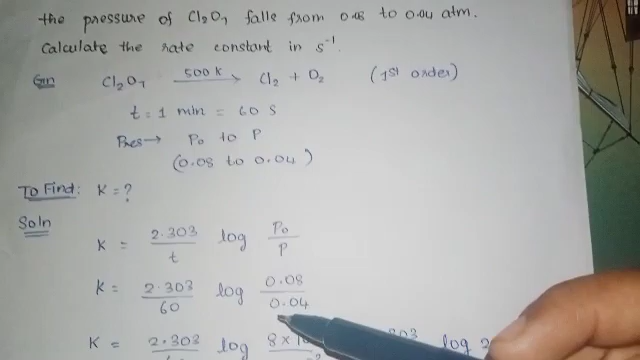 the pressure of Cl₂O₇ falls from 0.08 to 0.04 atm.
Calculate the rate constant in s⁻¹.
Gn Cl₂O₇ 500 K → Cl₂ + O₂ (1st order)
t = 1 min = 60 s
Pres → P₀ to P
(0.08 to 0.04)
To Find: K = ?
Soln
K = 2.303/t log P₀/P
K = 2.303/60 log 0.08/0.04
K = 2.303 log 8 × 10 log